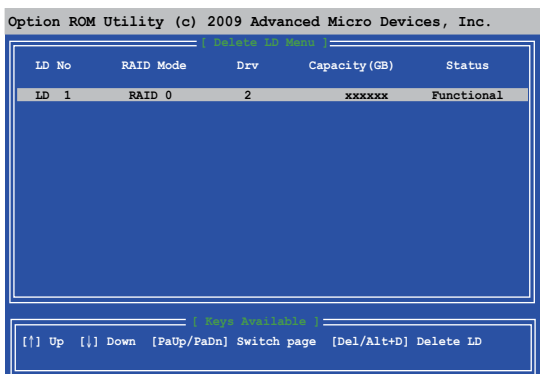 Option ROM Utility (c) 2009 Advanced Micro Devices, Inc.
[ Delete LD Menu ]
LD No RAID Mode Drv Capacity(GB) Status
LD 1 RAID 0 2 xxxxxx Functional
[ Keys Available ]
[↑] Up [↓] Down [PaUp/PaDn] Switch page [Del/Alt+D] Delete LD